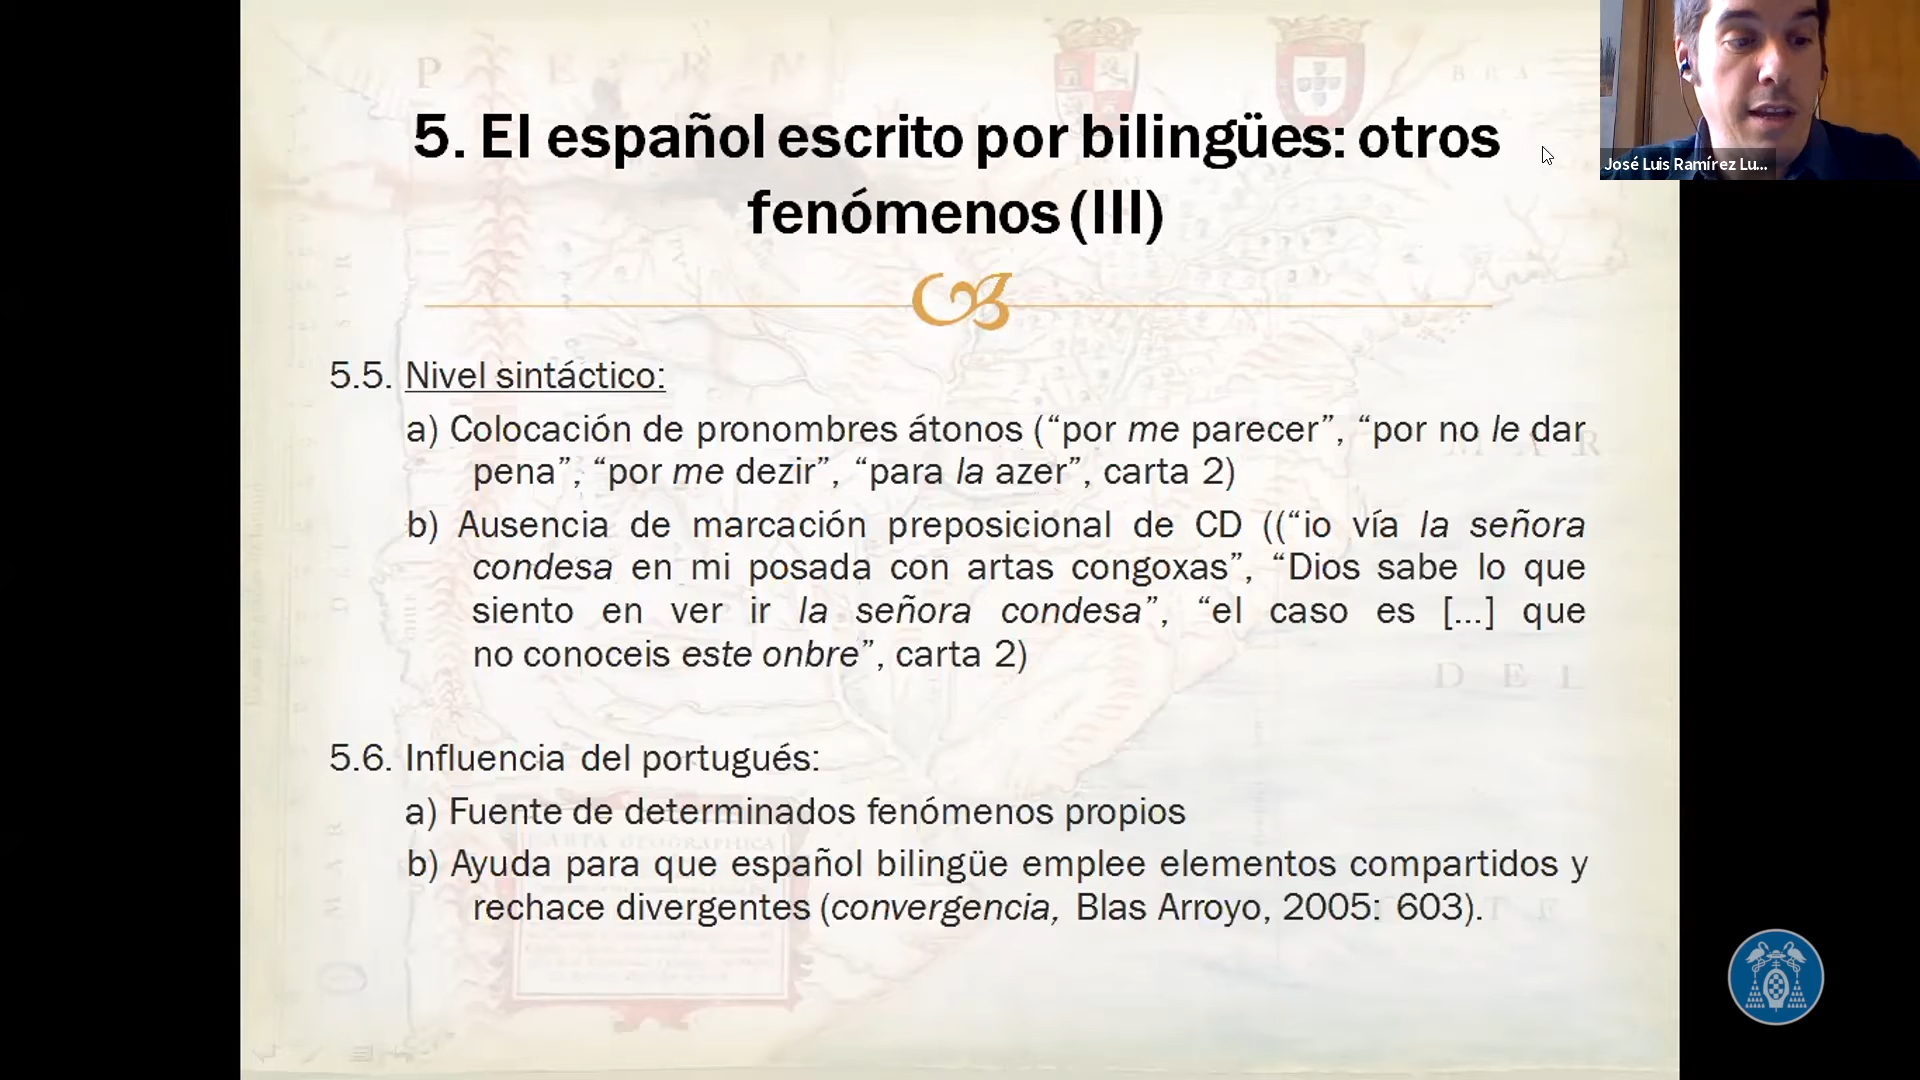 P E R V
B R A
5. El español escrito por bilingües: otros
fenómenos (III)
José Luis Ramírez Lu...
5.5. Nivel sintáctico:
a) Colocación de pronombres átonos (“por me parecer”, “por no le dar
pena”, “por me dezir”, “para la azer”, carta 2)
M A R
b) Ausencia de marcación preposicional de CD ((“io vía la señora
condesa en mi posada con artas congoxas”, “Dios sabe lo que
siento en ver ir la señora condesa”, “el caso es [...] que
no conoceis este onbre”, carta 2)
D E L
5.6. Influencia del portugués:
a) Fuente de determinados fenómenos propios
b) Ayuda para que español bilingüe emplee elementos compartidos y
rechace divergentes (convergencia, Blas Arroyo, 2005: 603).